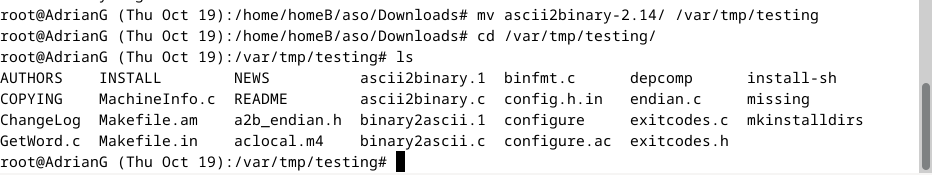 root@AdrianG (Thu Oct 19):/home/homeB/aso/Downloads# mv ascii2binary-2.14/ /var/tmp/testing
root@AdrianG (Thu Oct 19):/home/homeB/aso/Downloads# cd /var/tmp/testing/
root@AdrianG (Thu Oct 19):/var/tmp/testing# ls
AUTHORS    INSTALL        NEWS          ascii2binary.1  binfmt.c      depcomp      install-sh
COPYING    MachineInfo.c  README        ascii2binary.c  config.h.in   endian.c     missing
ChangeLog  Makefile.am    a2b_endian.h  binary2ascii.1  configure     exitcodes.c  mkinstalldirs
GetWord.c  Makefile.in    aclocal.m4    binary2ascii.c  configure.ac  exitcodes.h
root@AdrianG (Thu Oct 19):/var/tmp/testing#